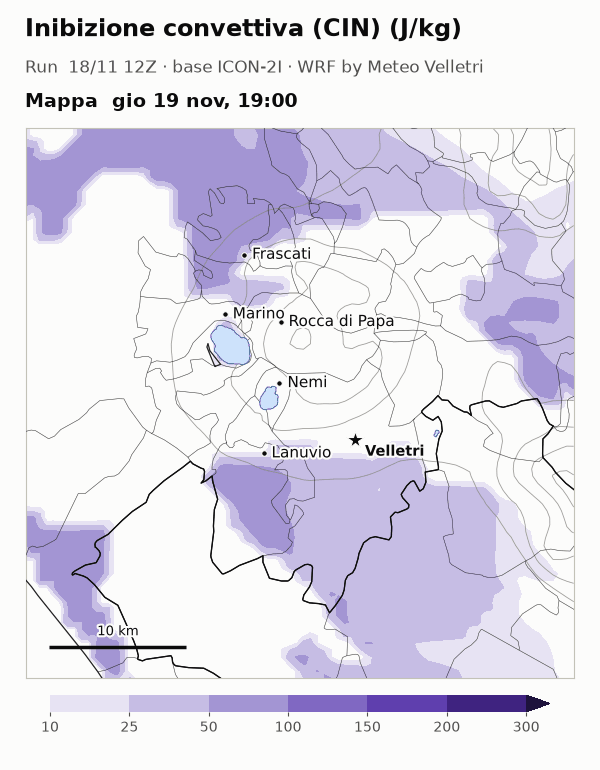 Inibizione convettiva (CIN) (J/kg)
Run  18/11 12Z · base ICON-2I · WRF by Meteo Velletri
Mappa  gio 19 nov, 19:00
Frascati
Marino
Rocca di Papa
Nemi
Velletri
Lanuvio
10 km
10 25 50 100 150 200 300